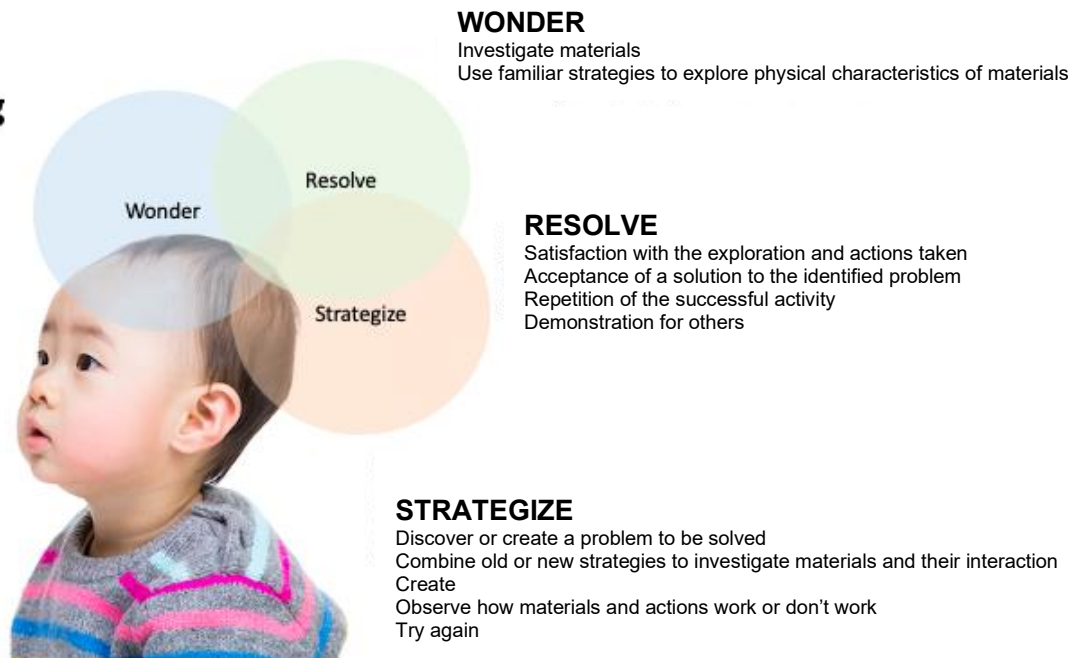 WONDER
Investigate materials
Use familiar strategies to explore physical characteristics of materials
Resolve
Wonder
RESOLVE
Satisfaction with the exploration and actions taken
Acceptance of a solution to the identified problem
Repetition of the successful activity
Demonstration for others
Strategize
STRATEGIZE
Discover or create a problem to be solved
Combine old or new strategies to investigate materials and their interaction
Create
Observe how materials and actions work or don’t work
Try again